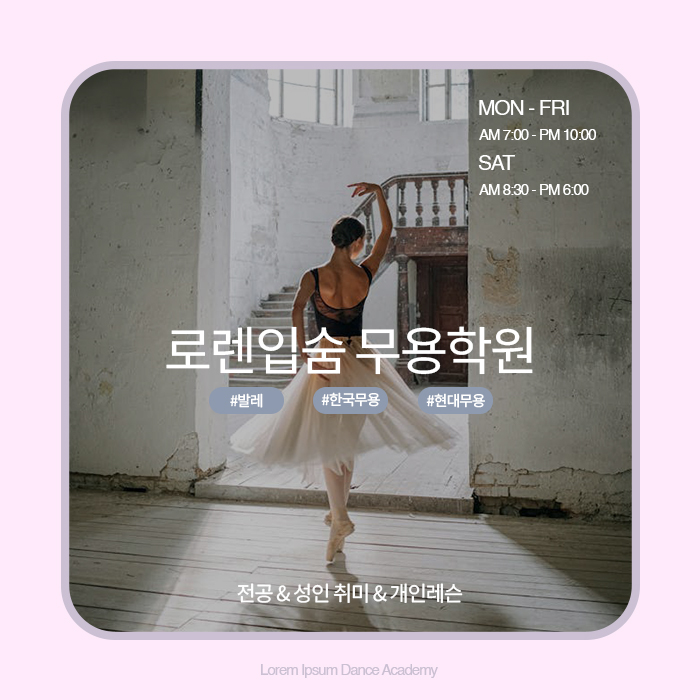 MON - FRI
AM 7:00 - PM 10:00
SAT
AM 8:30 - PM 6:00
로렌입숨 무용학원
#발레 #한국무용 #현대무용
전공 & 성인 취미 & 개인레슨
Lorem Ipsum Dance Academy